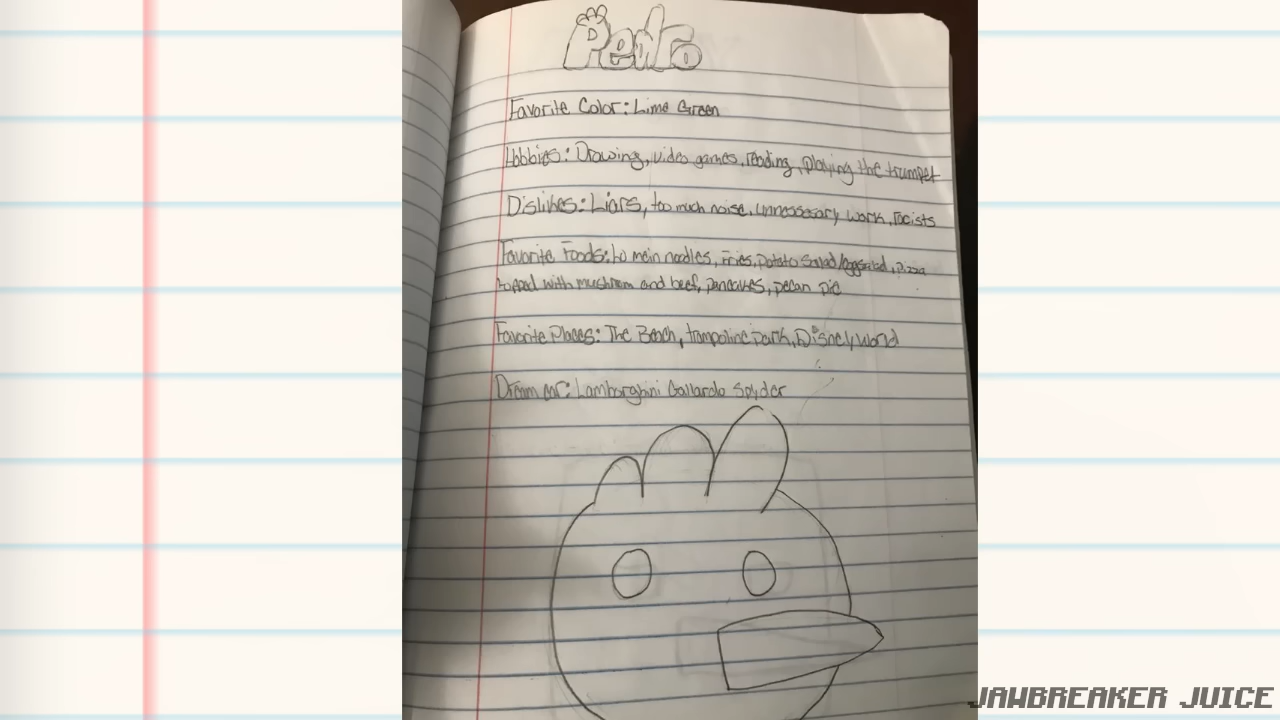 Pedro
Favorite Color: Lime Green
Hobbies: Drawing, video games, reading, playing the trumpet
Dislikes: Liars, too much noise, unnessesary work, racists
Favorite Foods: Lo mein noodles, Fries, Potato Salad/eggsalad, pizza
topped with mushroom and beef, pancakes, pecan pie
Favorite Places: The Beach, trampoline park, Disney World
Dream car: Lamborghini Gallardo Spyder
JAWBREAKER JUICE